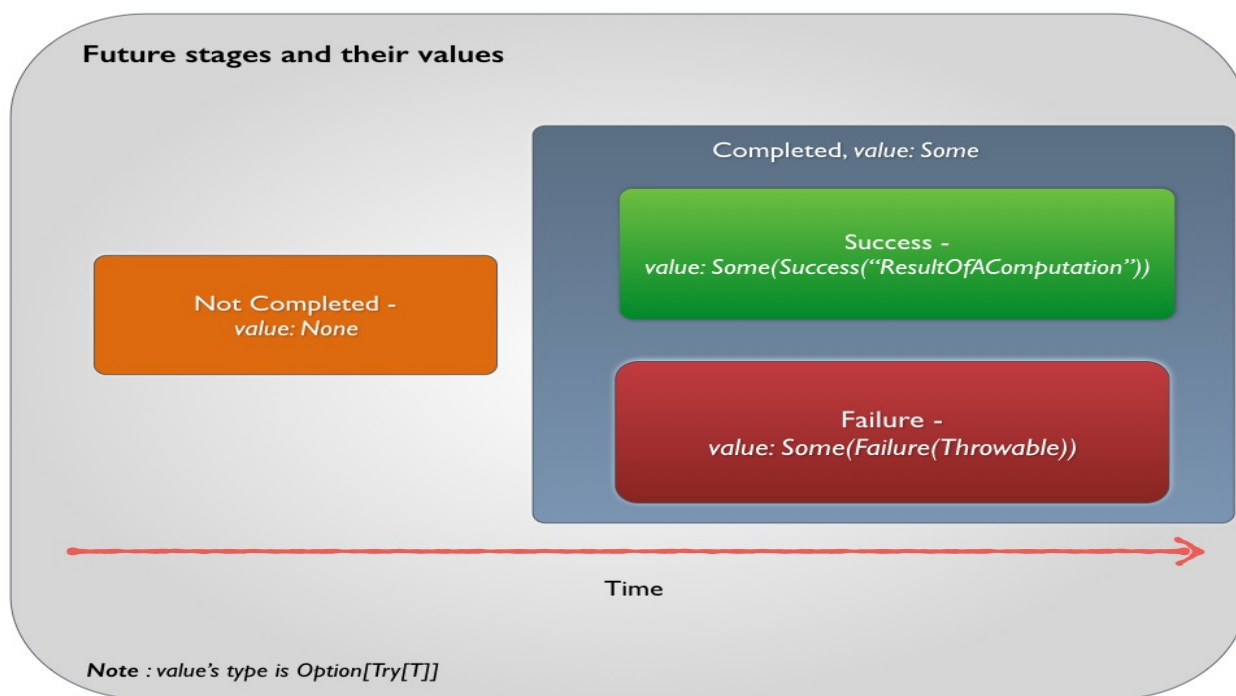 Future stages and their values
Completed, value: Some
Success -
value: Some(Success(“ResultOfAComputation”))
Not Completed -
value: None
Failure -
value: Some(Failure(Throwable))
Time
Note : value’s type is Option[Try[T]]